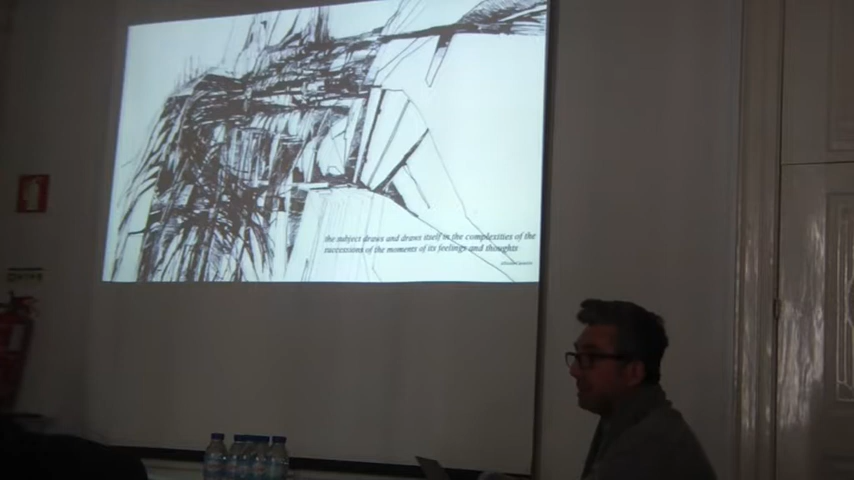 the subject draws and draws itself in the complexities of the
successions of the moments of its feelings and thoughts